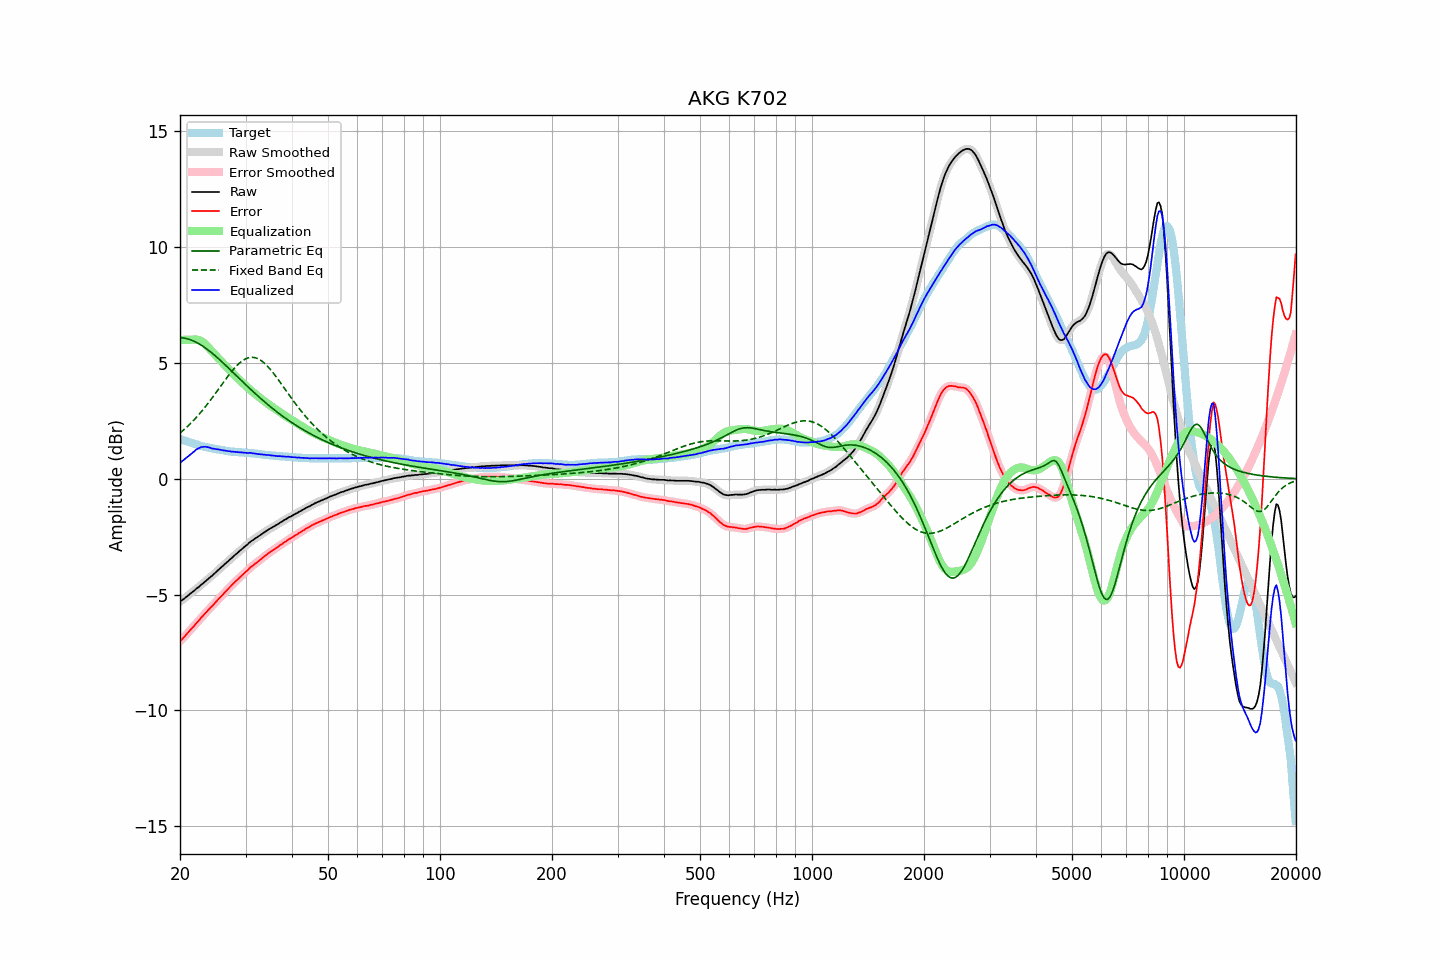 AKG K702
Target
Raw Smoothed
Error Smoothed
Raw
Error
Equalization
Parametric Eq
Fixed Band Eq
Equalized
15
10
5
0
−5
−10
−15
Amplitude (dBr)
20 50 100 200 500 1000 2000 5000 10000 20000
Frequency (Hz)